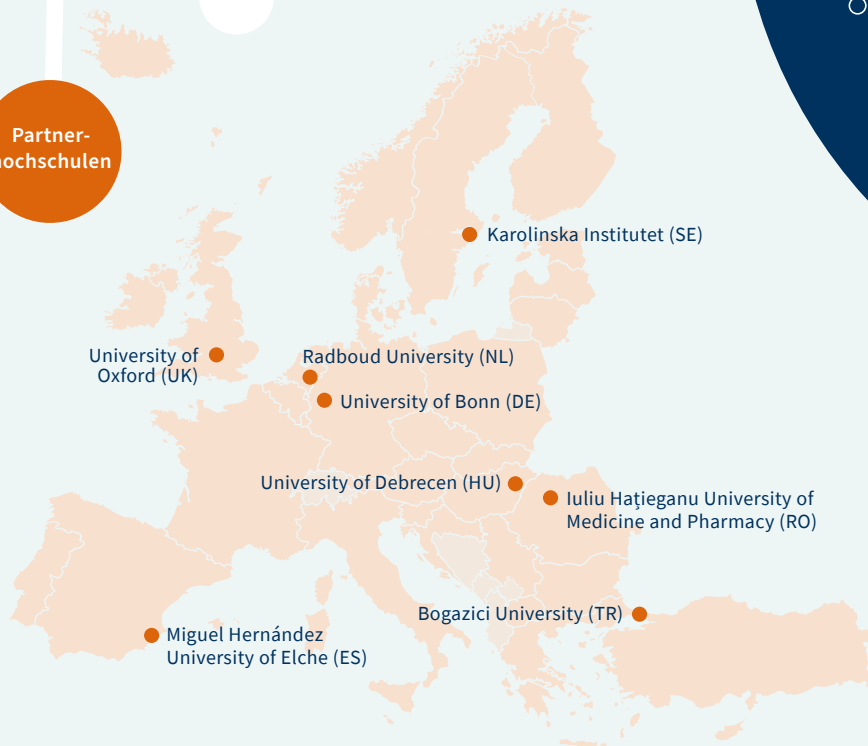 Partner-
hochschulen
Karolinska Institutet (SE)
University of
Oxford (UK)
Radboud University (NL)
University of Bonn (DE)
University of Debrecen (HU)
Iuliu Hațieganu University of
Medicine and Pharmacy (RO)
Bogazici University (TR)
Miguel Hernández
University of Elche (ES)